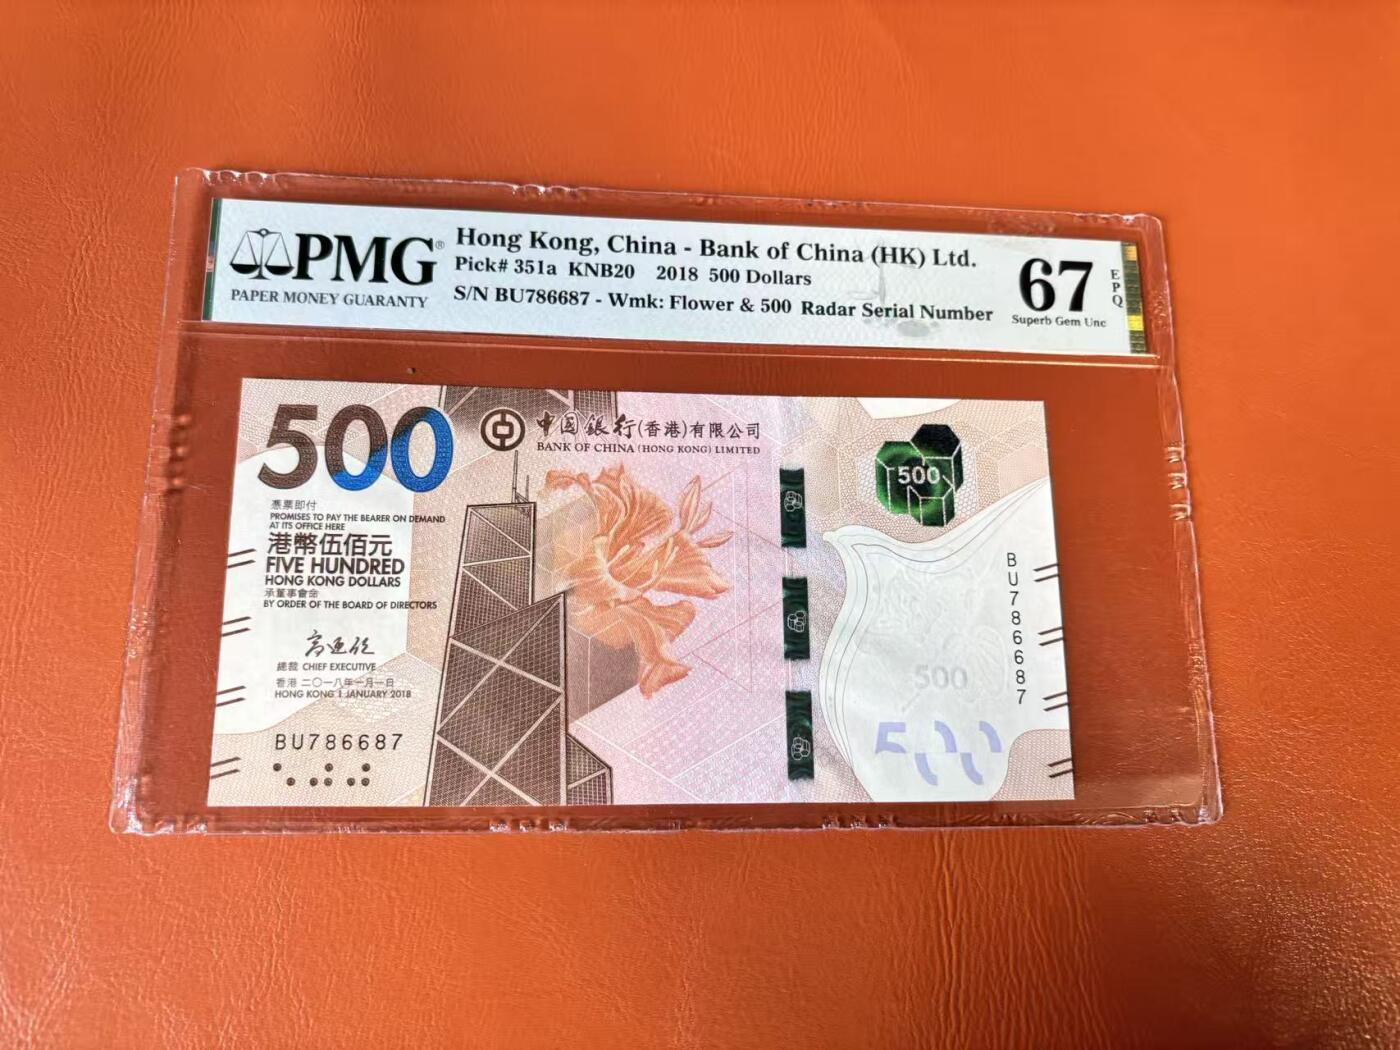 PMG®
PAPER MONEY GUARANTY
Hong Kong, China - Bank of China (HK) Ltd.
Pick# 351a KNB20 2018 500 Dollars
S/N BU786687 - Wmk: Flower & 500 Radar Serial Number
67
Superb Gem Unc
EPQ
500
中國銀行(香港)有限公司
BANK OF CHINA (HONG KONG) LIMITED
500
憑票即付
PROMISES TO PAY THE BEARER ON DEMAND
AT ITS OFFICE HERE
港幣伍佰元
FIVE HUNDRED
HONG KONG DOLLARS
承董事會命
BY ORDER OF THE BOARD OF DIRECTORS
高迎欣
總裁 CHIEF EXECUTIVE
香港 二〇一八年一月一日
HONG KONG 1 JANUARY 2018
BU786687
BU786687
500
500